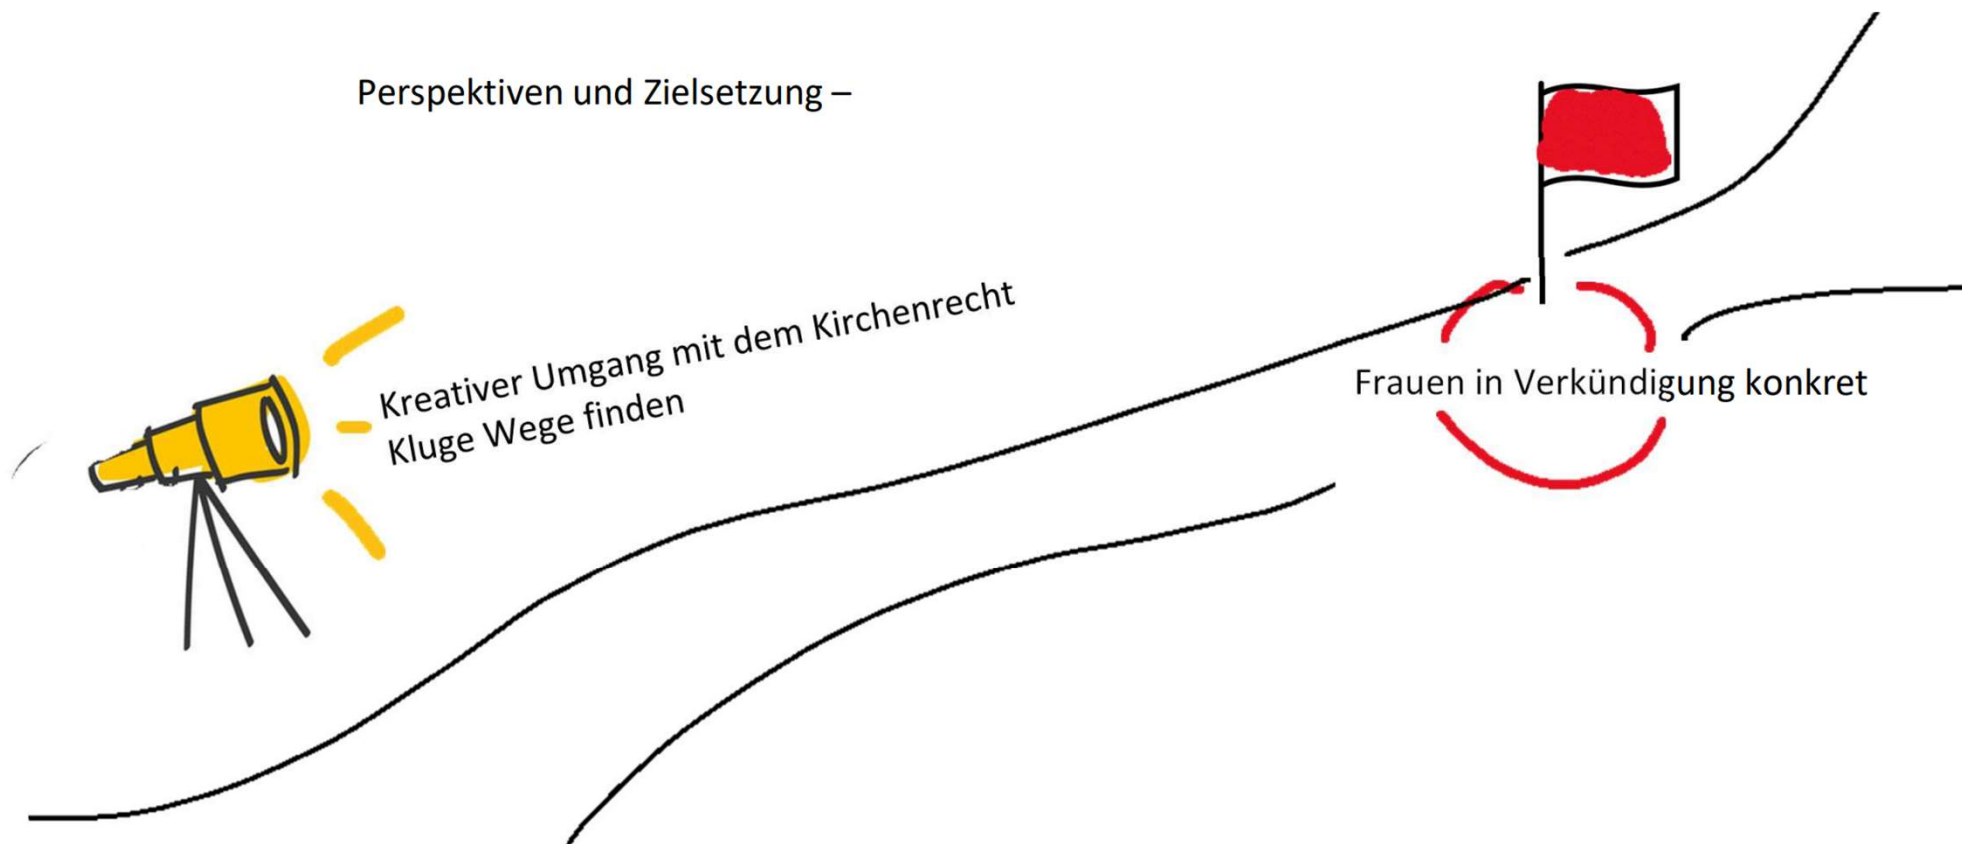 Perspektiven und Zielsetzung –
Kreativer Umgang mit dem Kirchenrecht
Kluge Wege finden
Frauen in Verkündigung konkret